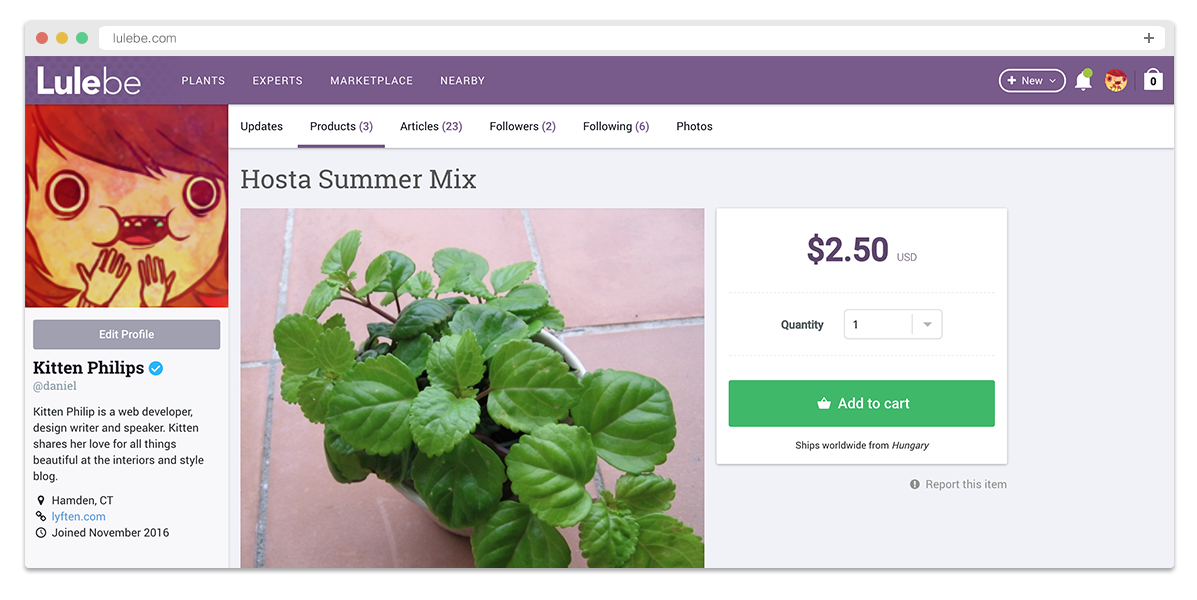 lulebe.com
Lulebe
PLANTS
EXPERTS
MARKETPLACE
NEARBY
New
0
Updates
Products (3)
Articles (23)
Followers (2)
Following (6)
Photos
Hosta Summer Mix
Edit Profile
Kitten Philips
@daniel
Kitten Philip is a web developer,
design writer and speaker. Kitten
shares her love for all things
beautiful at the interiors and style
blog.
Hamden, CT
lyften.com
Joined November 2016
$2.50 USD
Quantity
1
Add to cart
Ships worldwide from Hungary
Report this item